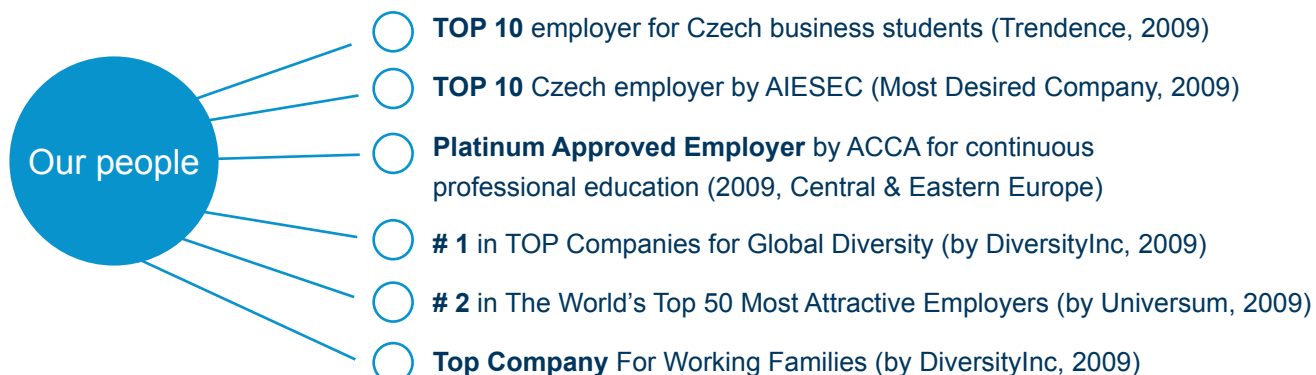 Our people
TOP 10 employer for Czech business students (Trendence, 2009)
TOP 10 Czech employer by AIESEC (Most Desired Company, 2009)
Platinum Approved Employer by ACCA for continuous
professional education (2009, Central & Eastern Europe)
# 1 in TOP Companies for Global Diversity (by DiversityInc, 2009)
# 2 in The World’s Top 50 Most Attractive Employers (by Universum, 2009)
Top Company For Working Families (by DiversityInc, 2009)